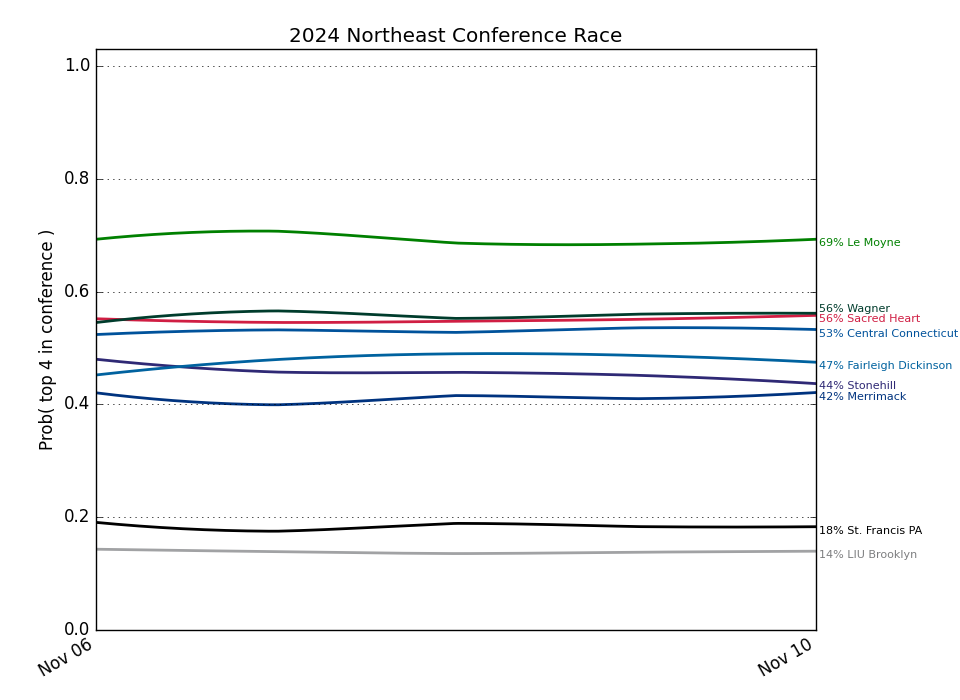 2024 Northeast Conference Race
1.0
0.8
0.6
0.4
0.2
0.0
Prob( top 4 in conference )
69% Le Moyne
56% Wagner
56% Sacred Heart
53% Central Connecticut
47% Fairleigh Dickinson
44% Stonehill
42% Merrimack
18% St. Francis PA
14% LIU Brooklyn
Nov 06
Nov 10